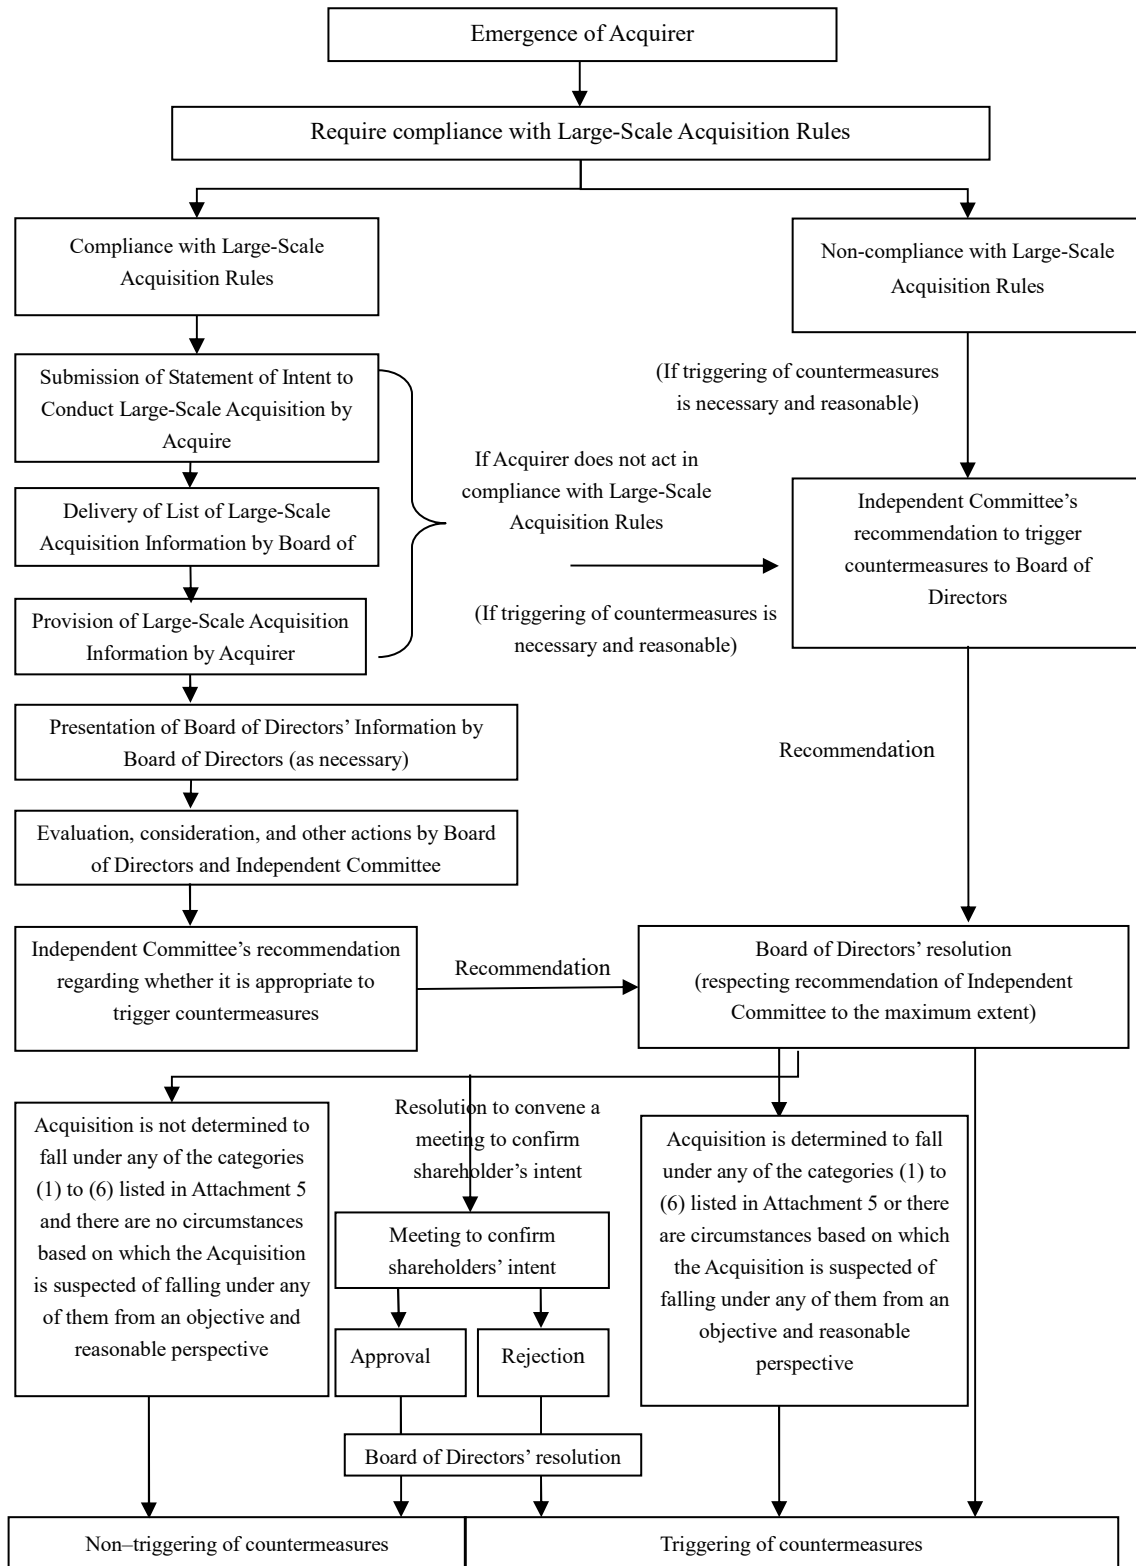 Emergence of Acquirer
Require compliance with Large-Scale Acquisition Rules
Compliance with Large-Scale
Acquisition Rules
Non-compliance with Large-Scale
Acquisition Rules
(If triggering of countermeasures
is necessary and reasonable)
Submission of Statement of Intent to
Conduct Large-Scale Acquisition by
Acquire
If Acquirer does not act in
compliance with Large-Scale
Acquisition Rules
Delivery of List of Large-Scale
Acquisition Information by Board of
Independent Committee's
recommendation to trigger
countermeasures to Board of
Directors
(If triggering of countermeasures is
necessary and reasonable)
Provision of Large-Scale Acquisition
Information by Acquirer
Presentation of Board of Directors' Information by
Board of Directors (as necessary)
Recommendation
Evaluation, consideration, and other actions by Board
of Directors and Independent Committee
Independent Committee's recommendation
regarding whether it is appropriate to
trigger countermeasures
Recommendation
Board of Directors' resolution
(respecting recommendation of Independent
Committee to the maximum extent)
Acquisition is not determined to
fall under any of the categories
(1) to (6) listed in Attachment 5
and there are no circumstances
based on which the Acquisition
is suspected of falling under any
of them from an objective and
reasonable perspective
Resolution to convene a
meeting to confirm
shareholder's intent
Meeting to confirm
shareholders' intent
Approval
Rejection
Board of Directors' resolution
Acquisition is determined to fall
under any of the categories (1) to
(6) listed in Attachment 5 or there
are circumstances based on which
the Acquisition is suspected of
falling under any of them from an
objective and reasonable
perspective
Non–triggering of countermeasures
Triggering of countermeasures